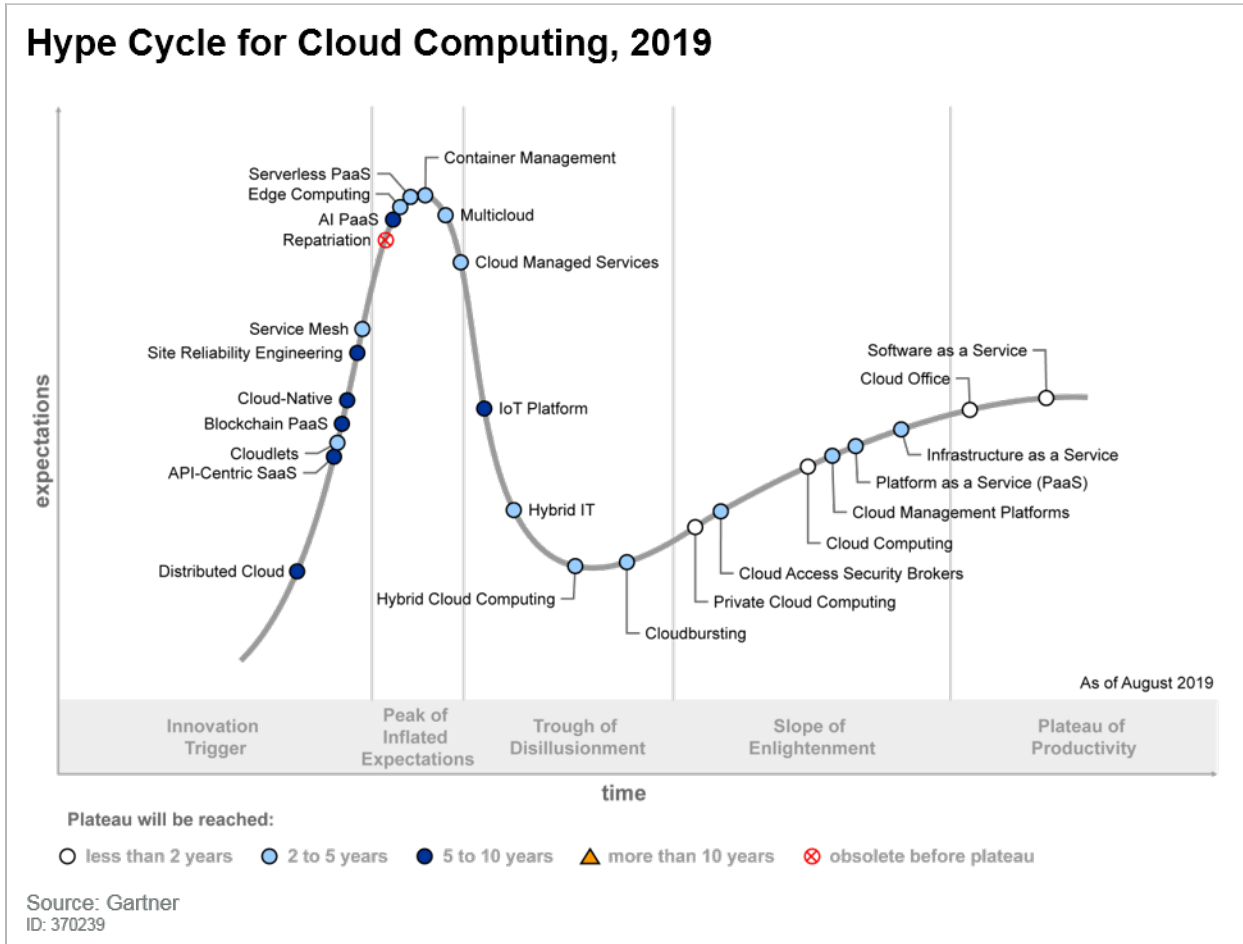 Hype Cycle for Cloud Computing, 2019
Container Management
Serverless PaaS
Edge Computing
AI PaaS
Multicloud
Repatriation
Cloud Managed Services
Service Mesh
Site Reliability Engineering
Software as a Service
Cloud Office
Cloud-Native
IoT Platform
Blockchain PaaS
Cloudlets
API-Centric SaaS
Infrastructure as a Service
Platform as a Service (PaaS)
Hybrid IT
Cloud Management Platforms
Cloud Computing
Distributed Cloud
Cloud Access Security Brokers
Hybrid Cloud Computing
Private Cloud Computing
Cloudbursting
expectations
As of August 2019
Innovation
Trigger
Peak of
Inflated
Expectations
Trough of
Disillusionment
Slope of
Enlightenment
Plateau of
Productivity
time
Plateau will be reached:
less than 2 years
2 to 5 years
5 to 10 years
more than 10 years
obsolete before plateau
Source: Gartner
ID: 370239